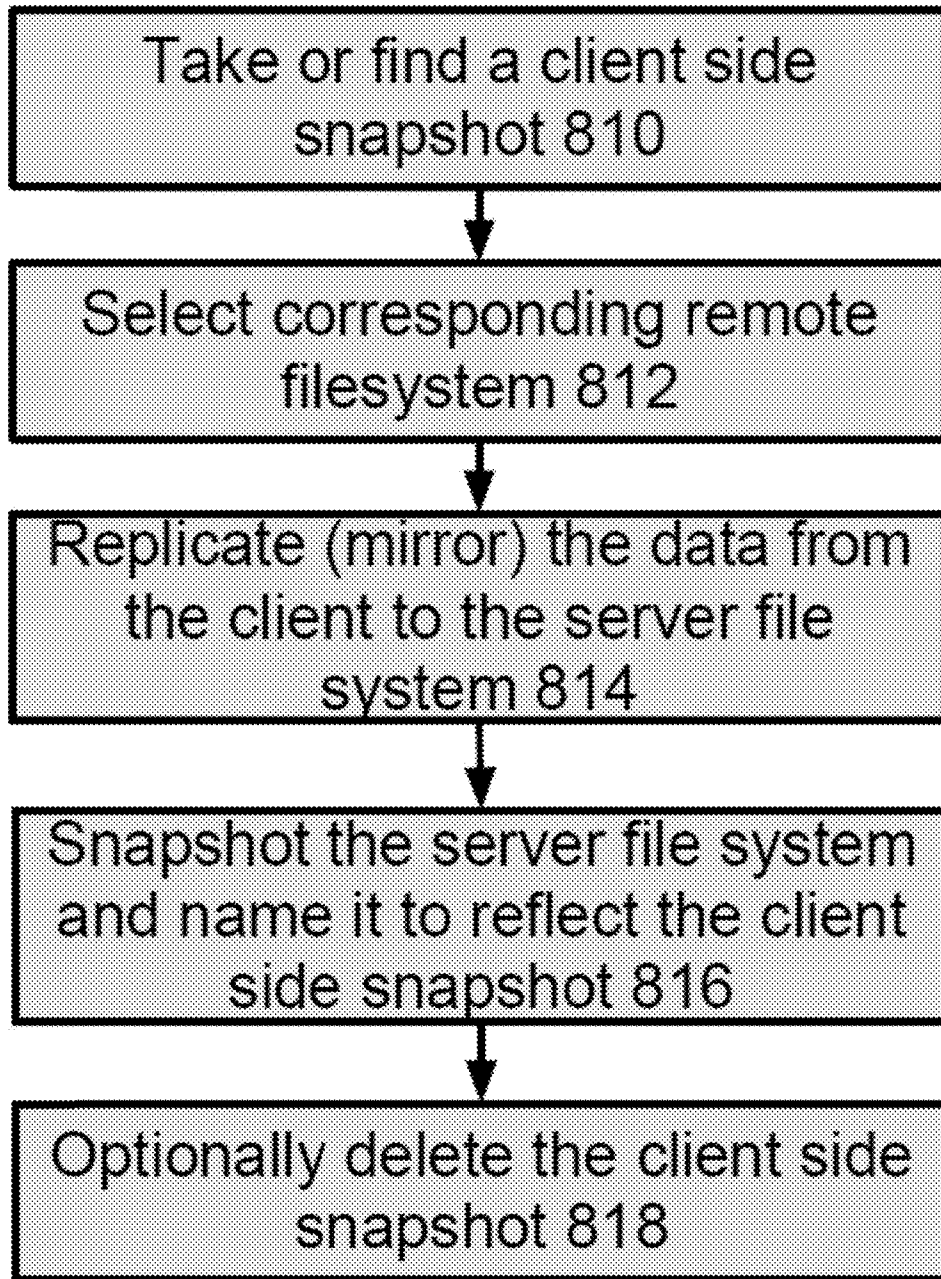 Take or find a client side
snapshot 810
Select corresponding remote
filesystem 812
Replicate (mirror) the data from
the client to the server file
system 814
Snapshot the server file system
and name it to reflect the client
side snapshot 816
Optionally delete the client side
snapshot 818